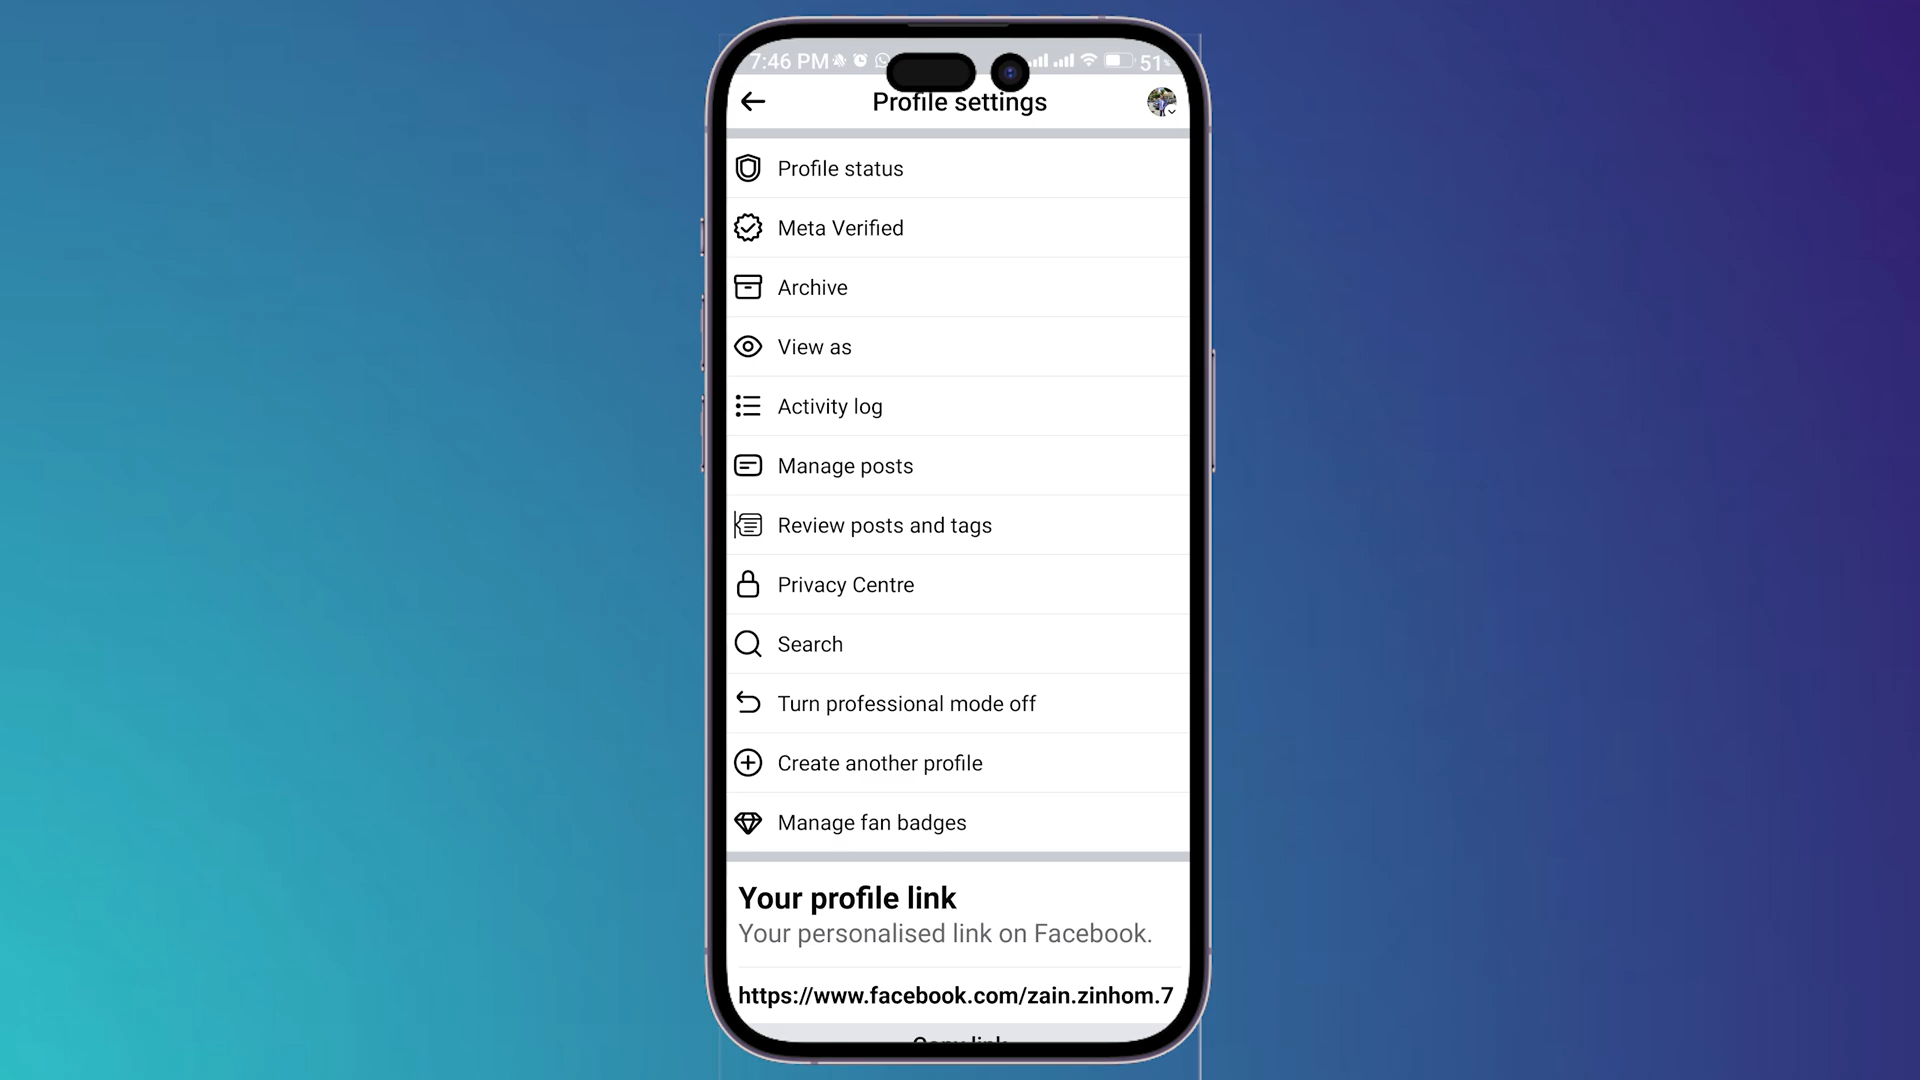 7:46 PM
51%
Profile settings
Profile status
Meta Verified
Archive
View as
Activity log
Manage posts
Review posts and tags
Privacy Centre
Search
Turn professional mode off
Create another profile
Manage fan badges
Your profile link
Your personalised link on Facebook.
https://www.facebook.com/zain.zinhom.7
Copy link